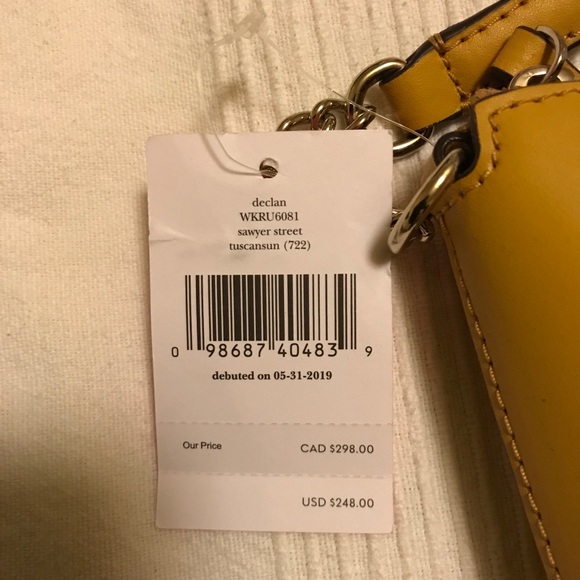 declan
WKRU6081
sawyer street
tuscansun (722)
0 98687 40483 9
debuted on 05-31-2019
Our Price CAD $298.00
USD $248.00